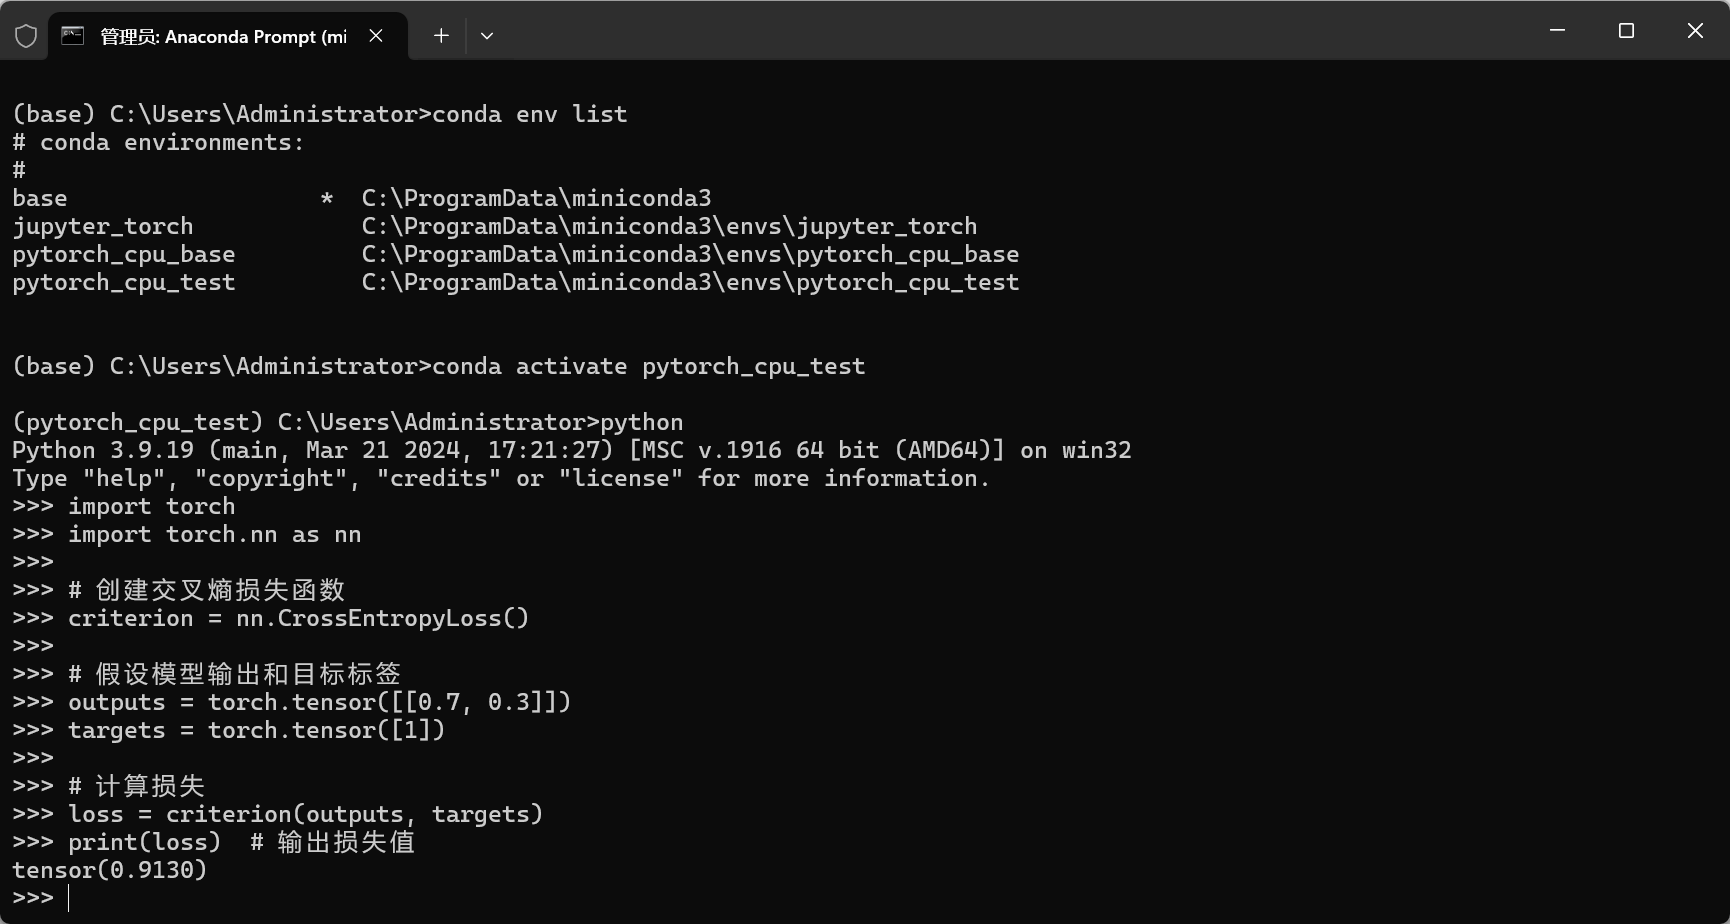 管理员: Anaconda Prompt (mi
(base) C:\Users\Administrator>conda env list
# conda environments:
#
base                  *  C:\ProgramData\miniconda3
jupyter_torch            C:\ProgramData\miniconda3\envs\jupyter_torch
pytorch_cpu_base         C:\ProgramData\miniconda3\envs\pytorch_cpu_base
pytorch_cpu_test         C:\ProgramData\miniconda3\envs\pytorch_cpu_test
(base) C:\Users\Administrator>conda activate pytorch_cpu_test
(pytorch_cpu_test) C:\Users\Administrator>python
Python 3.9.19 (main, Mar 21 2024, 17:21:27) [MSC v.1916 64 bit (AMD64)] on win32
Type "help", "copyright", "credits" or "license" for more information.
>>> import torch
>>> import torch.nn as nn
>>>
>>> # 创建交叉熵损失函数
>>> criterion = nn.CrossEntropyLoss()
>>>
>>> # 假设模型输出和目标标签
>>> outputs = torch.tensor([[0.7, 0.3]])
>>> targets = torch.tensor([1])
>>>
>>> # 计算损失
>>> loss = criterion(outputs, targets)
>>> print(loss)  # 输出损失值
tensor(0.9130)
>>>